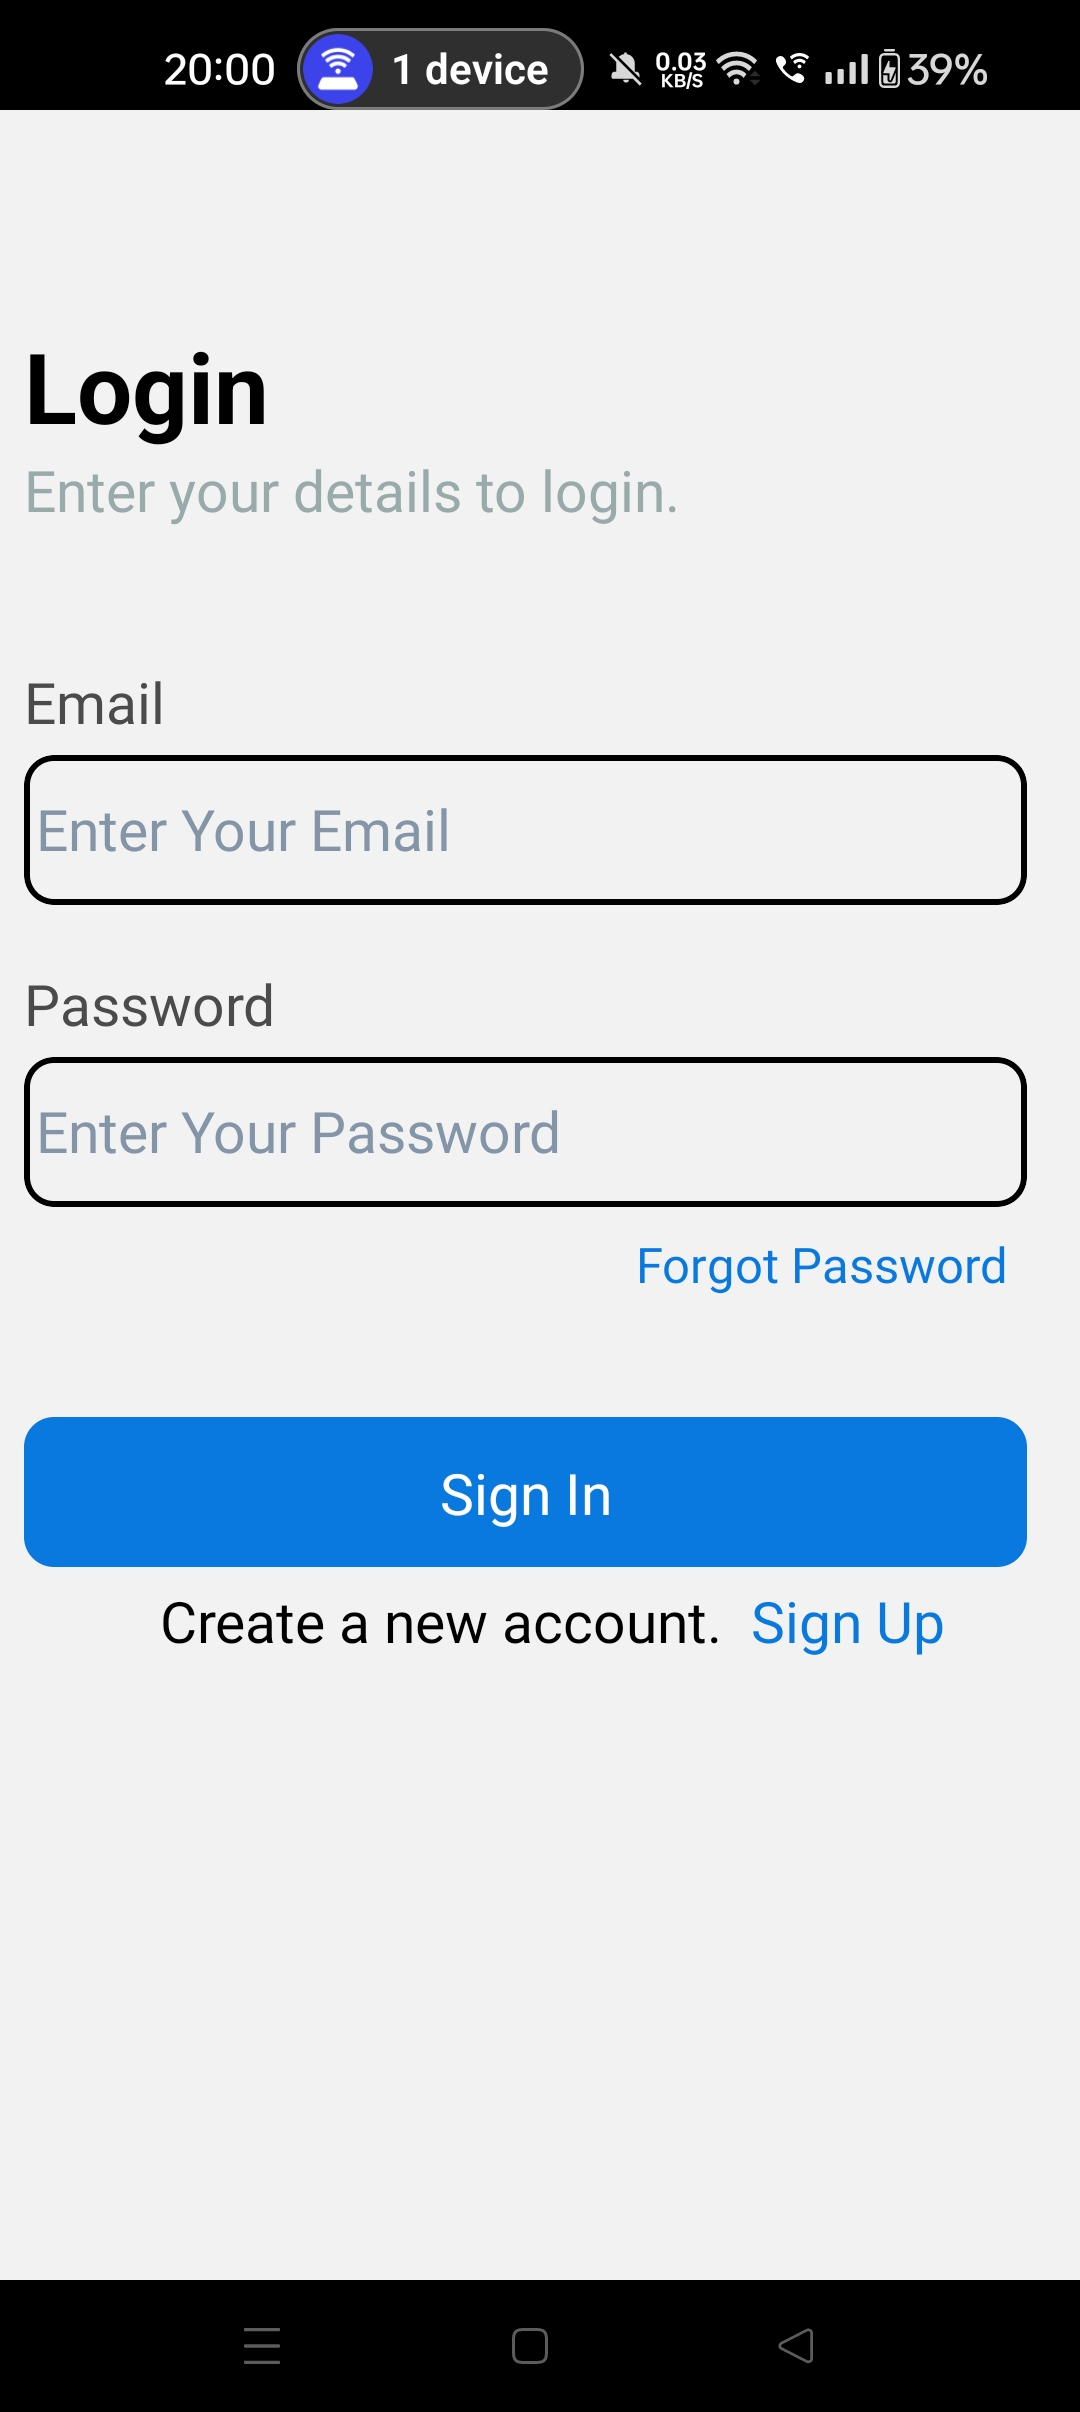 20:00 1 device 0.03 KB/S 39%
Login
Enter your details to login.
Email
Enter Your Email
Password
Enter Your Password
Forgot Password
Sign In
Create a new account. Sign Up